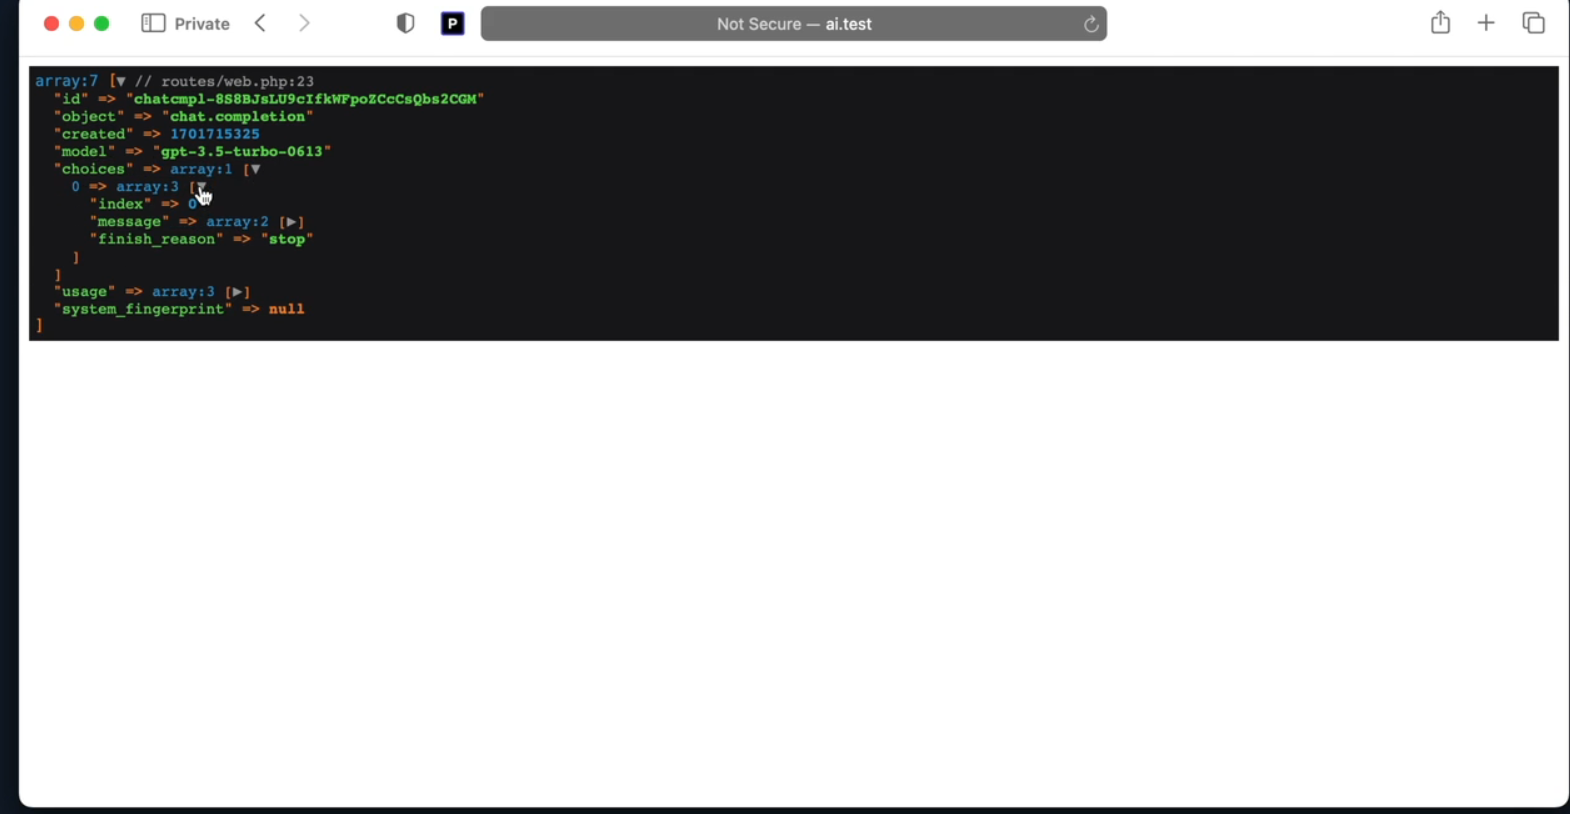 Private
P
Not Secure — ai.test
array:7 [▼ // routes/web.php:23
"id" => "chatcmpl-8S8BJsLU9cIfkWFpoZCcCsQbs2CGM"
"object" => "chat.completion"
"created" => 1701715325
"model" => "gpt-3.5-turbo-0613"
"choices" => array:1 [▼
0 => array:3 [▼
"index" => 0
"message" => array:2 [▶]
"finish_reason" => "stop"
]
]
"usage" => array:3 [▶]
"system_fingerprint" => null
]